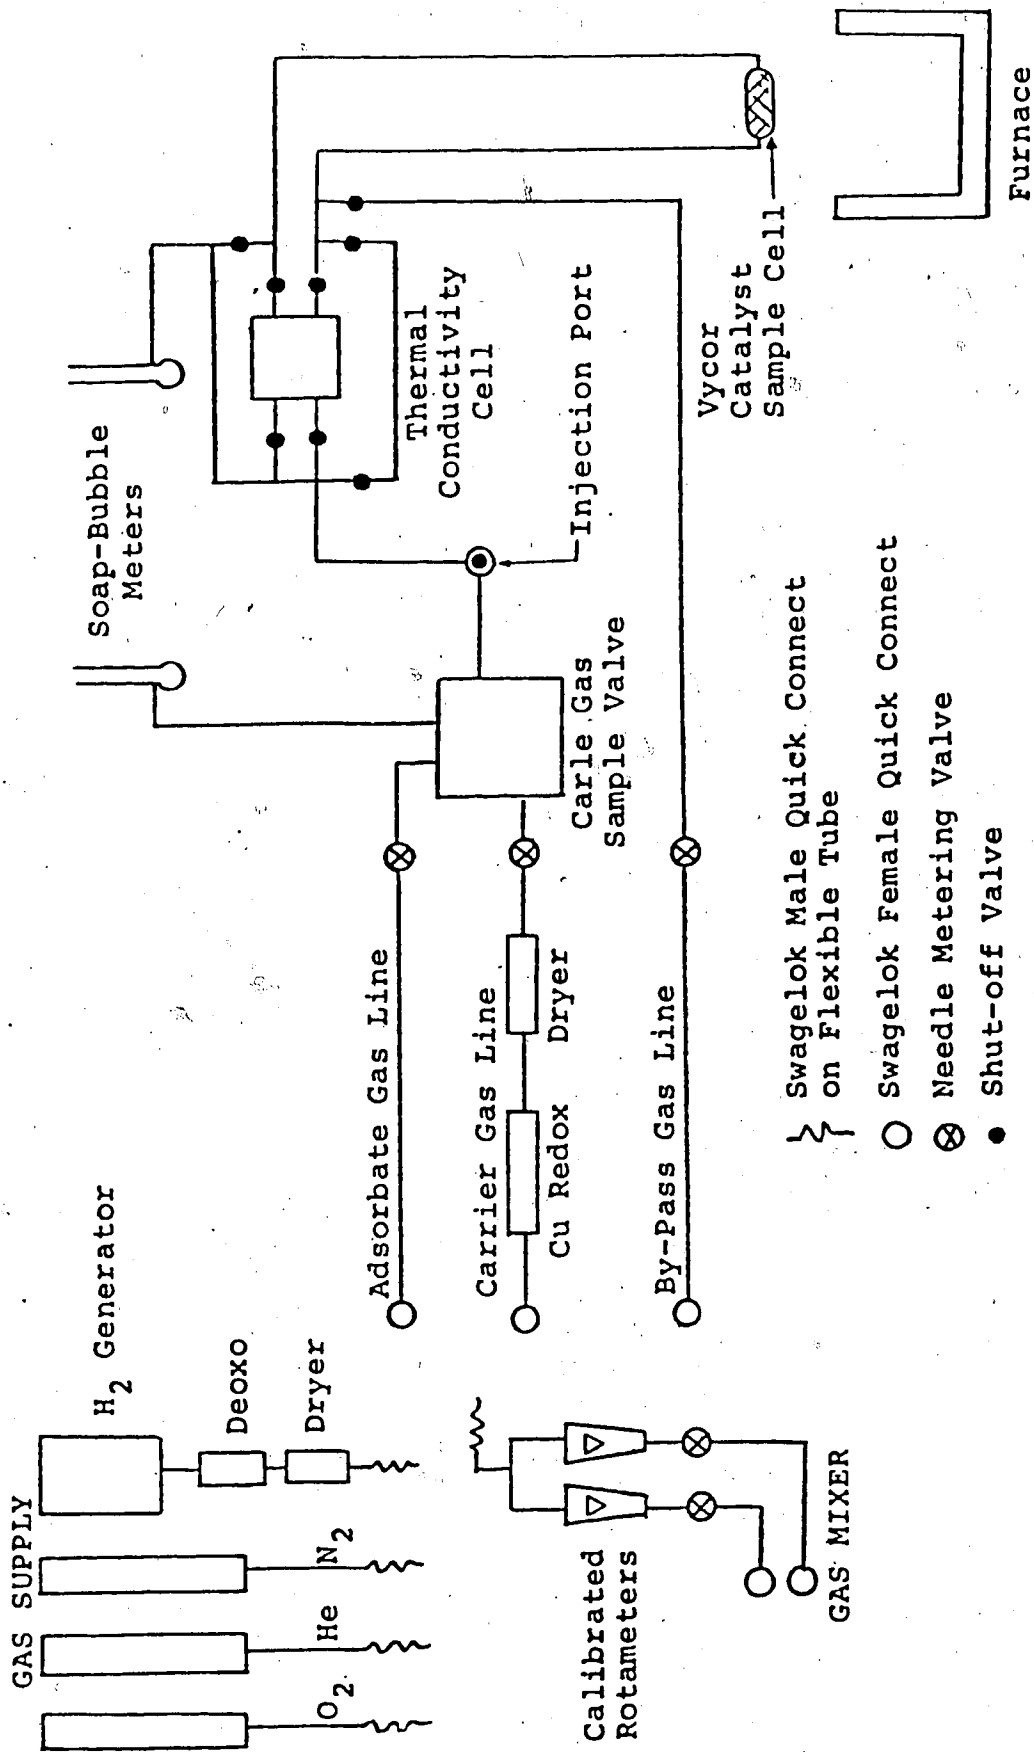 GAS SUPPLY
O₂
He
N₂
H₂ Generator
Deoxo
Dryer
Calibrated
Rotameters
GAS MIXER
Adsorbate Gas Line
Carrier Gas Line
Cu Redox
Dryer
By-Pass Gas Line
Soap-Bubble
Meters
Carle Gas
Sample Valve
Injection Port
Thermal
Conductivity
Cell
Vycor
Catalyst
Sample Cell
Furnace
Swagelok Male Quick Connect
on Flexible Tube
Swagelok Female Quick Connect
Needle Metering Valve
Shut-off Valve